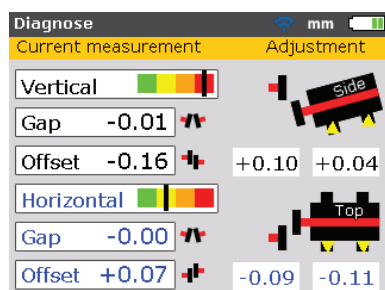 Diagnose mm
Current measurement Adjustment
Vertical Side
Gap -0.01
Offset -0.16 +0.10 +0.04
Horizontal Top
Gap -0.00
Offset +0.07 -0.09 -0.11